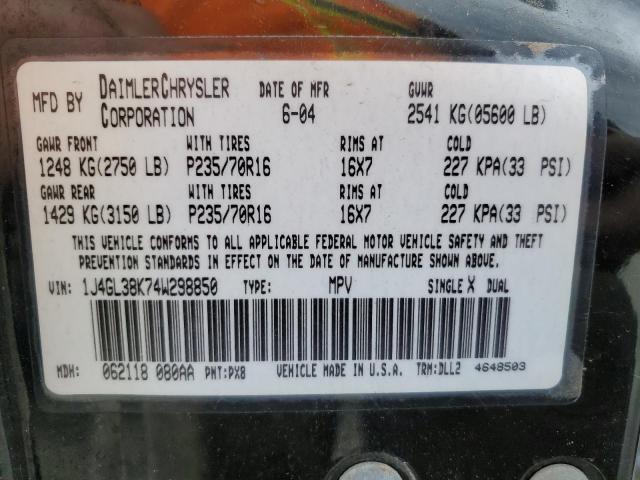 MFD BY DAIMLERCHRYSLER CORPORATION DATE OF MFR 6-04 GVWR 2541 KG(05600 LB)
GAWR FRONT WITH TIRES RIMS AT COLD
1248 KG(2750 LB) P235/70R16 16X7 227 KPA(33 PSI)
GAWR REAR WITH TIRES RIMS AT COLD
1429 KG(3150 LB) P235/70R16 16X7 227 KPA(33 PSI)
THIS VEHICLE CONFORMS TO ALL APPLICABLE FEDERAL MOTOR VEHICLE SAFETY AND THEFT
PREVENTION STANDARDS IN EFFECT ON THE DATE OF MANUFACTURE SHOWN ABOVE.
VIN: 1J4GL38K74W298850 TYPE: MPV SINGLE X DUAL
MDH: 062118 080AA PNT:PX8 VEHICLE MADE IN U.S.A. TRM:DLL2 4648503